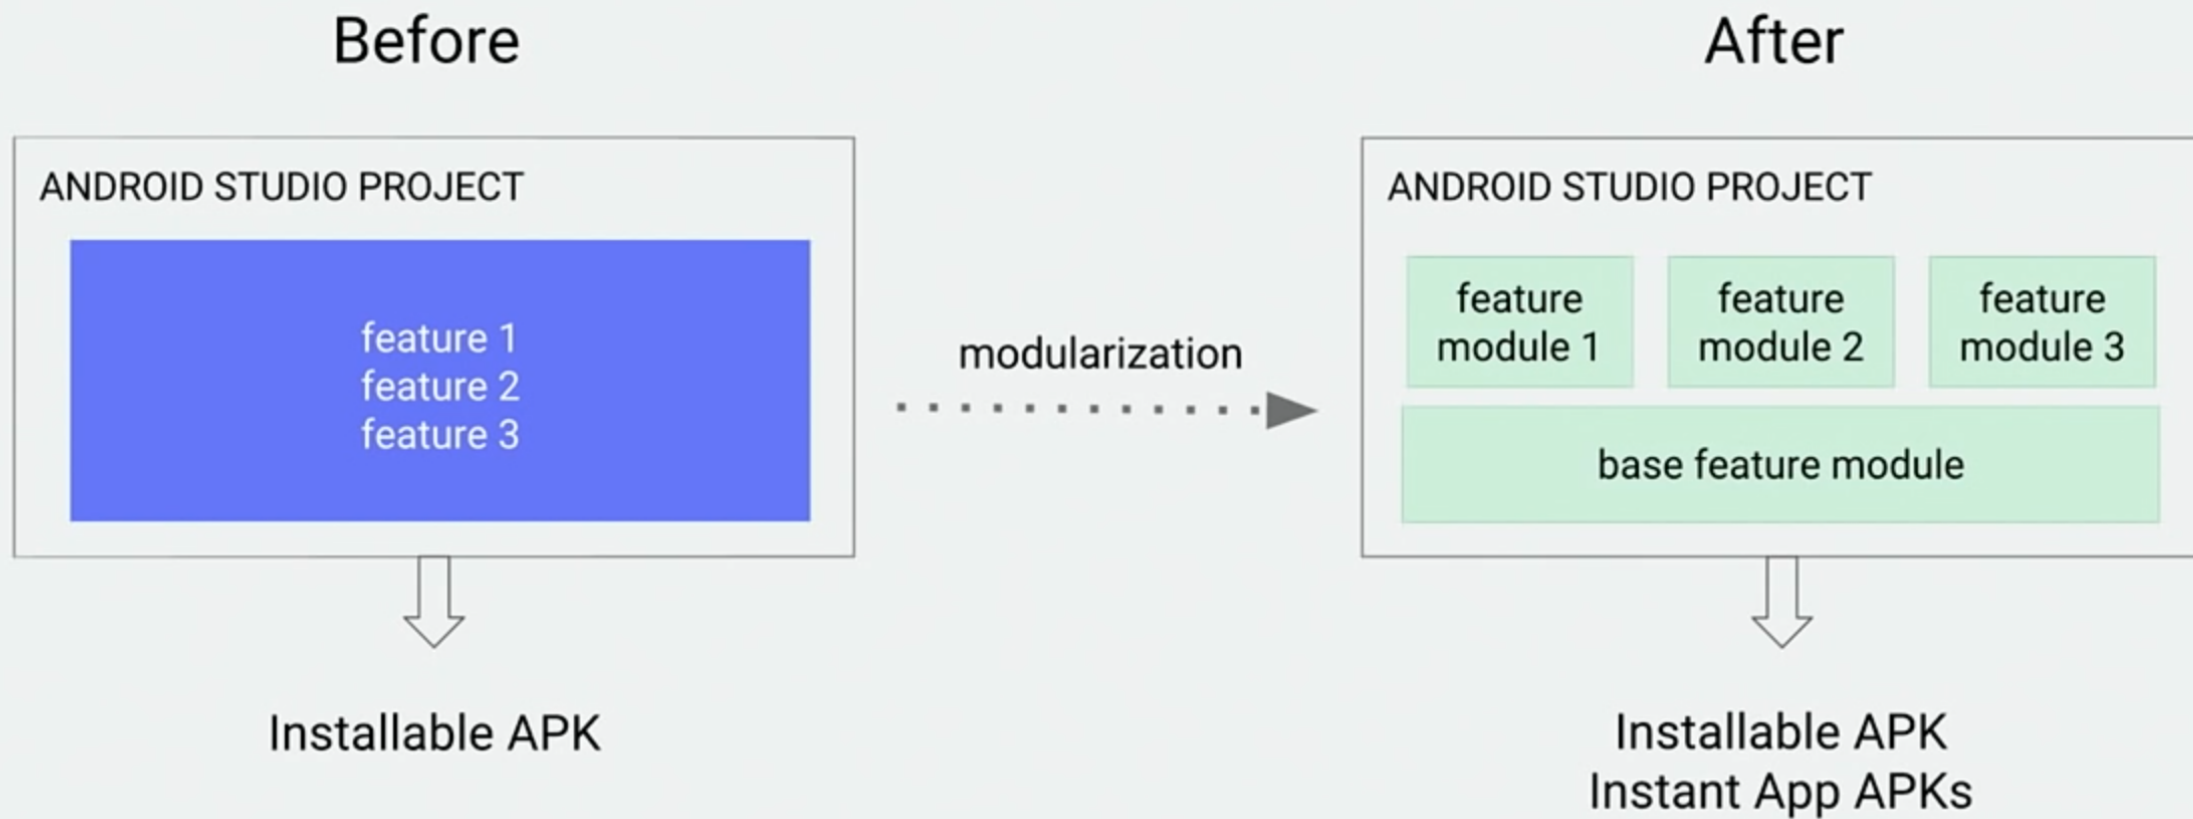 Before
ANDROID STUDIO PROJECT
feature 1
feature 2
feature 3
Installable APK
modularization
After
ANDROID STUDIO PROJECT
feature
module 1
feature
module 2
feature
module 3
base feature module
Installable APK
Instant App APKs